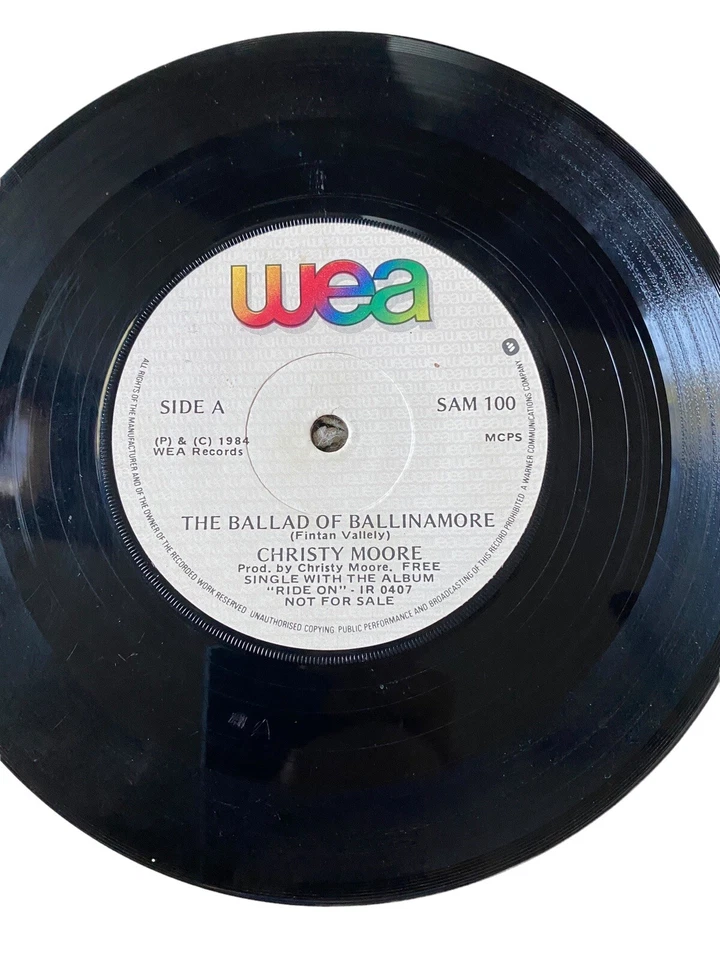 wea
SIDE A
SAM 100
(P) & (C) 1984
WEA Records
MCPS
THE BALLAD OF BALLINAMORE
(Fintan Vallely)
CHRISTY MOORE
Prod. by Christy Moore. FREE
SINGLE WITH THE ALBUM
"RIDE ON" - IR 0407
NOT FOR SALE
ALL RIGHTS OF THE MANUFACTURER AND OF THE OWNER OF THE RECORDED WORK RESERVED. UNAUTHORISED COPYING, PUBLIC PERFORMANCE AND BROADCASTING OF THIS RECORD PROHIBITED. A WARNER COMMUNICATIONS COMPANY